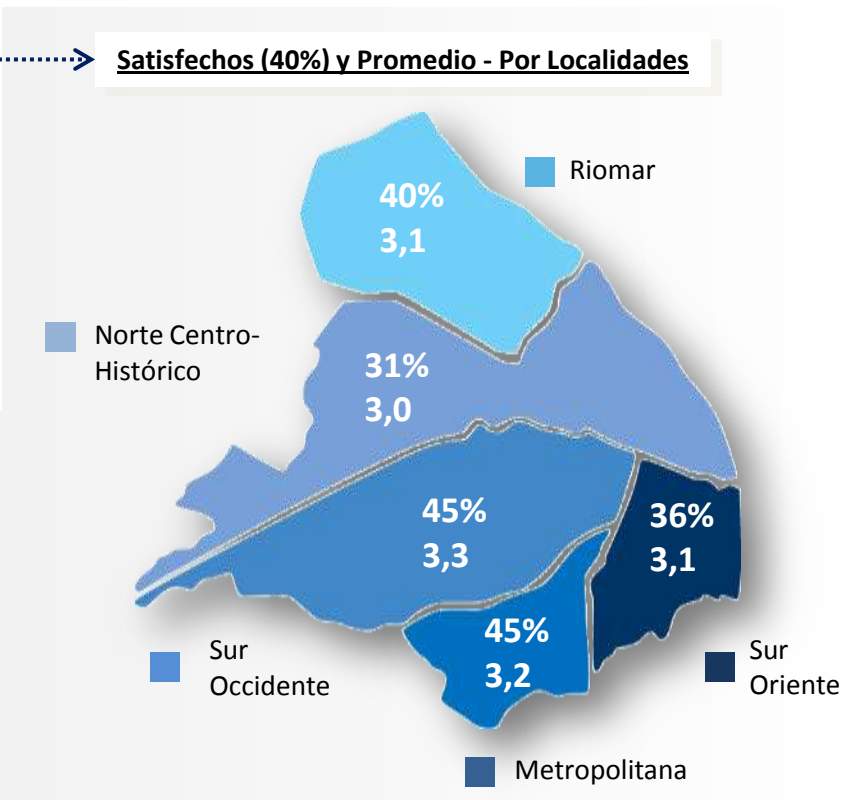 Satisfechos (40%) y Promedio - Por Localidades
Riomar
40%
3,1
Norte Centro-
Histórico
31%
3,0
45%
3,3
36%
3,1
45%
3,2
Sur
Occidente
Sur
Oriente
Metropolitana